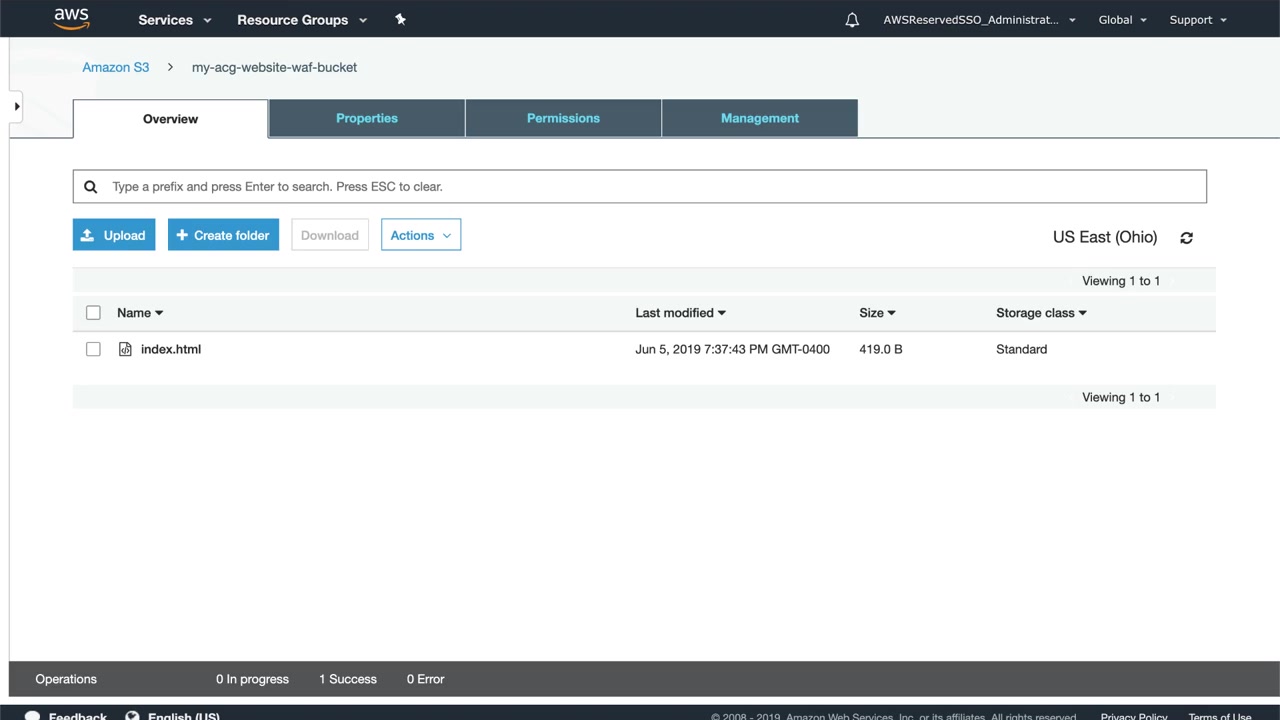 aws Services Resource Groups AWSReservedSSO_Administrat... Global Support
Amazon S3 my-acg-website-waf-bucket
Overview Properties Permissions Management
Type a prefix and press Enter to search. Press ESC to clear.
Upload Create folder Download Actions US East (Ohio)
Viewing 1 to 1
Name Last modified Size Storage class
index.html Jun 5, 2019 7:37:43 PM GMT-0400 419.0 B Standard
Viewing 1 to 1
Operations 0 In progress 1 Success 0 Error
Feedback English (US) © 2008 - 2019, Amazon Web Services, Inc. or its affiliates. All rights reserved. Privacy Policy Terms of Use